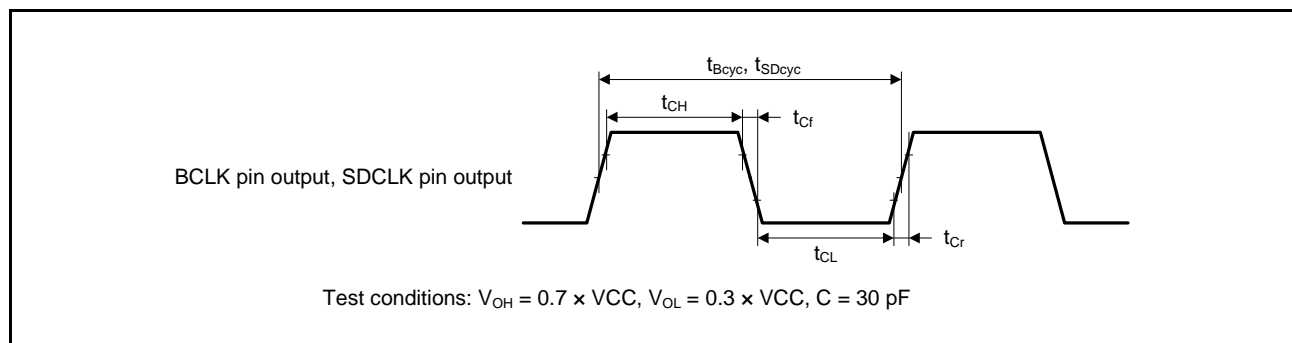 tBcyc, tSDcyc
tCH
tCf
BCLK pin output, SDCLK pin output
tCL
tCr
Test conditions: VOH = 0.7 × VCC, VOL = 0.3 × VCC, C = 30 pF